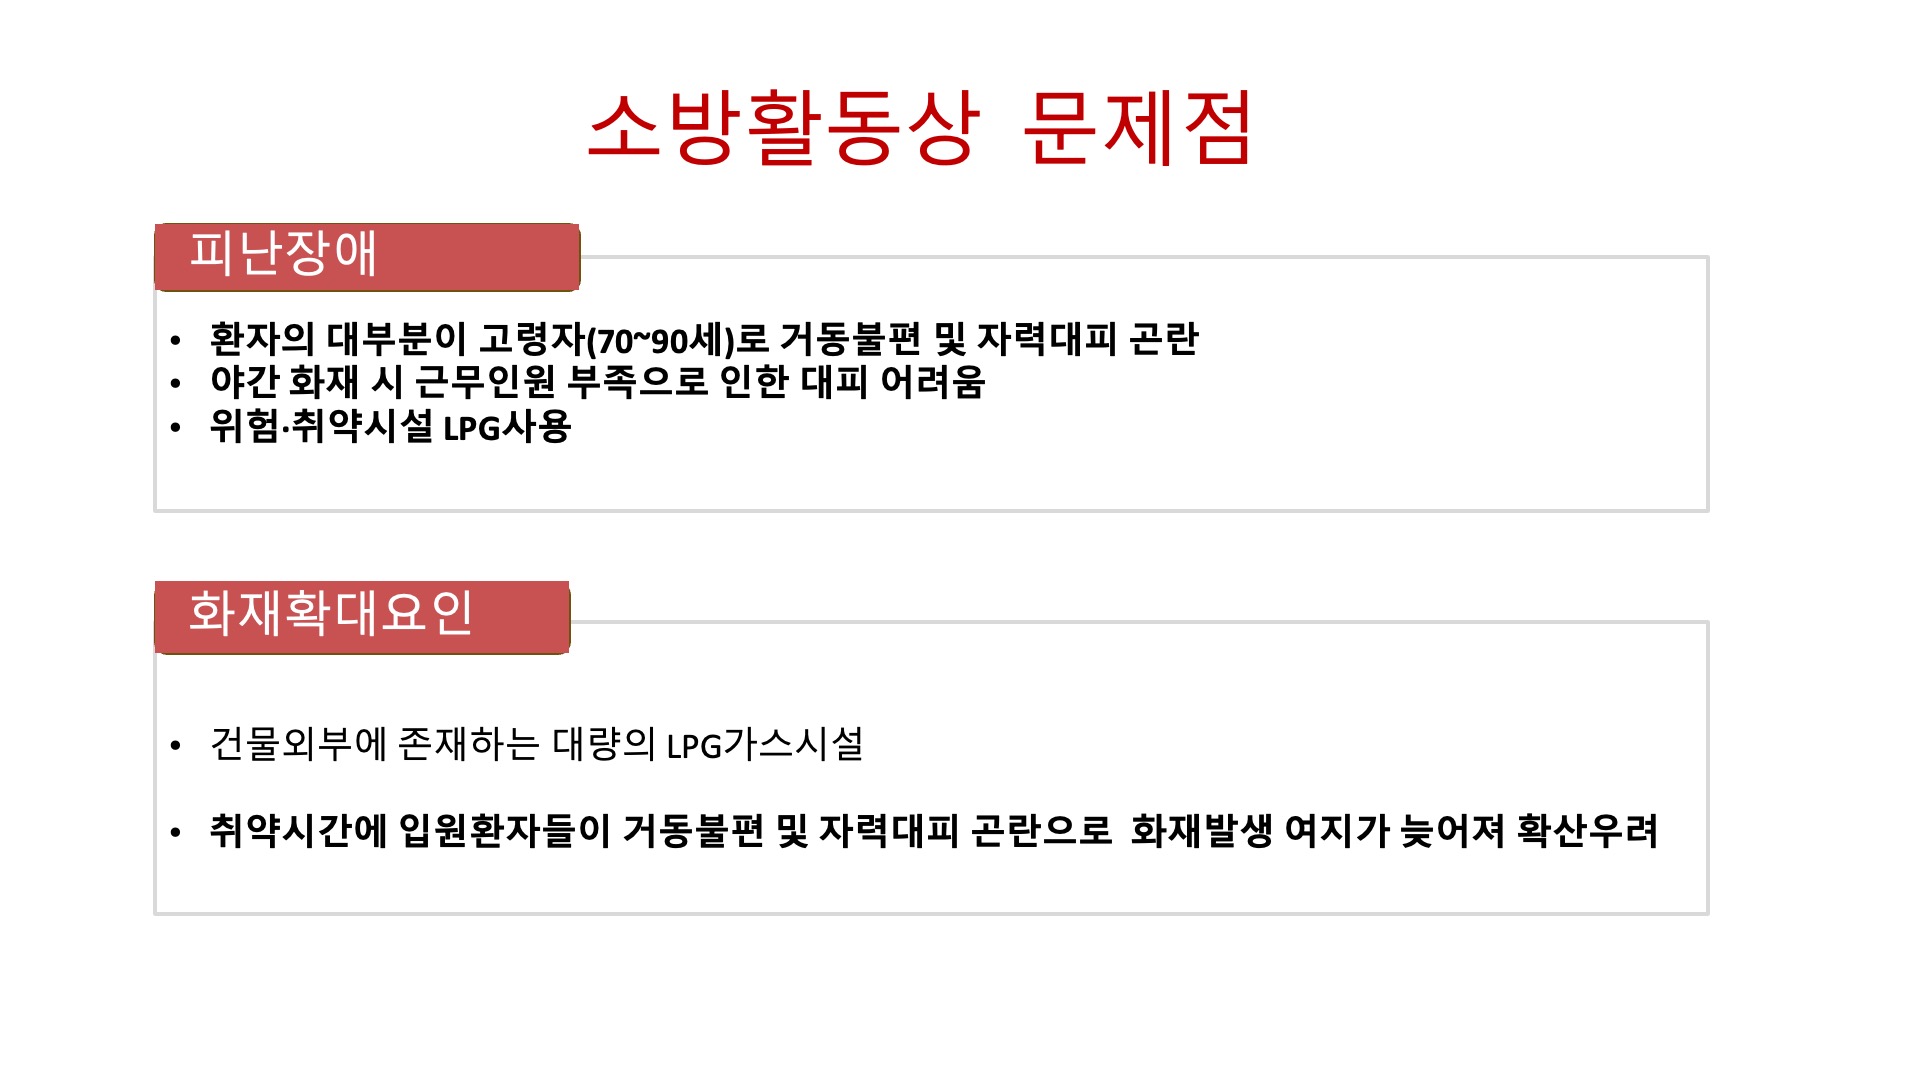 소방활동상 문제점
피난장애
• 환자의 대부분이 고령자(70~90세)로 거동불편 및 자력대피 곤란
• 야간 화재 시 근무인원 부족으로 인한 대피 어려움
• 위험·취약시설 LPG사용
화재확대요인
• 건물외부에 존재하는 대량의 LPG가스시설
• 취약시간에 입원환자들이 거동불편 및 자력대피 곤란으로 화재발생 여지가 늦어져 확산우려